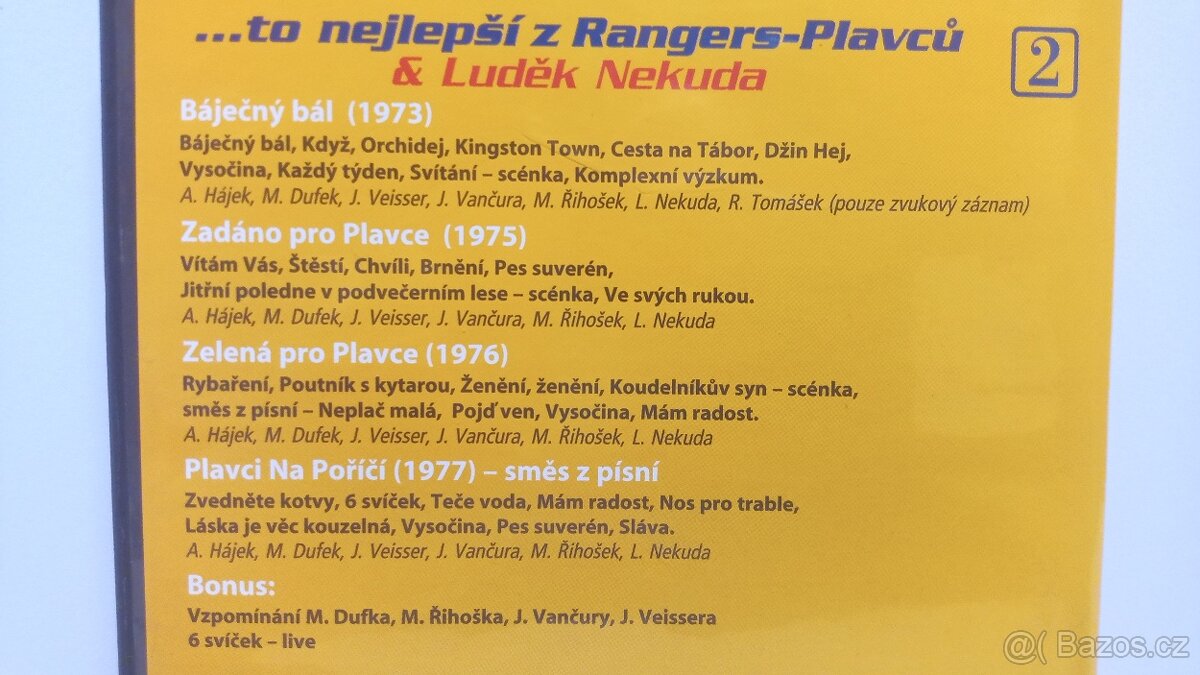 ...to nejlepší z Rangers-Plavců
& Luděk Nekuda
2
Báječný bál (1973)
Báječný bál, Když, Orchidej, Kingston Town, Cesta na Tábor, Džin Hej,
Vysočina, Každý týden, Svítání – scénka, Komplexní výzkum.
A. Hájek, M. Dufek, J. Veisser, J. Vančura, M. Řihošek, L. Nekuda, R. Tomášek (pouze zvukový záznam)
Zadáno pro Plavce (1975)
Vítám Vás, Štěstí, Chvíli, Brnění, Pes suverén,
Jitřní poledne v podvečerním lese – scénka, Ve svých rukou.
A. Hájek, M. Dufek, J. Veisser, J. Vančura, M. Řihošek, L. Nekuda
Zelená pro Plavce (1976)
Rybaření, Poutník s kytarou, Ženění, ženění, Koudelníkův syn – scénka,
směs z písní – Neplač malá, Pojď ven, Vysočina, Mám radost.
A. Hájek, M. Dufek, J. Veisser, J. Vančura, M. Řihošek, L. Nekuda
Plavci Na Poříčí (1977) – směs z písní
Zvedněte kotvy, 6 svíček, Teče voda, Mám radost, Nos pro trable,
Láska je věc kouzelná, Vysočina, Pes suverén, Sláva.
A. Hájek, M. Dufek, J. Veisser, J. Vančura, M. Řihošek, L. Nekuda
Bonus:
Vzpomínání M. Dufka, M. Řihoška, J. Vančury, J. Veissera
6 svíček – live
@( Bazos.cz